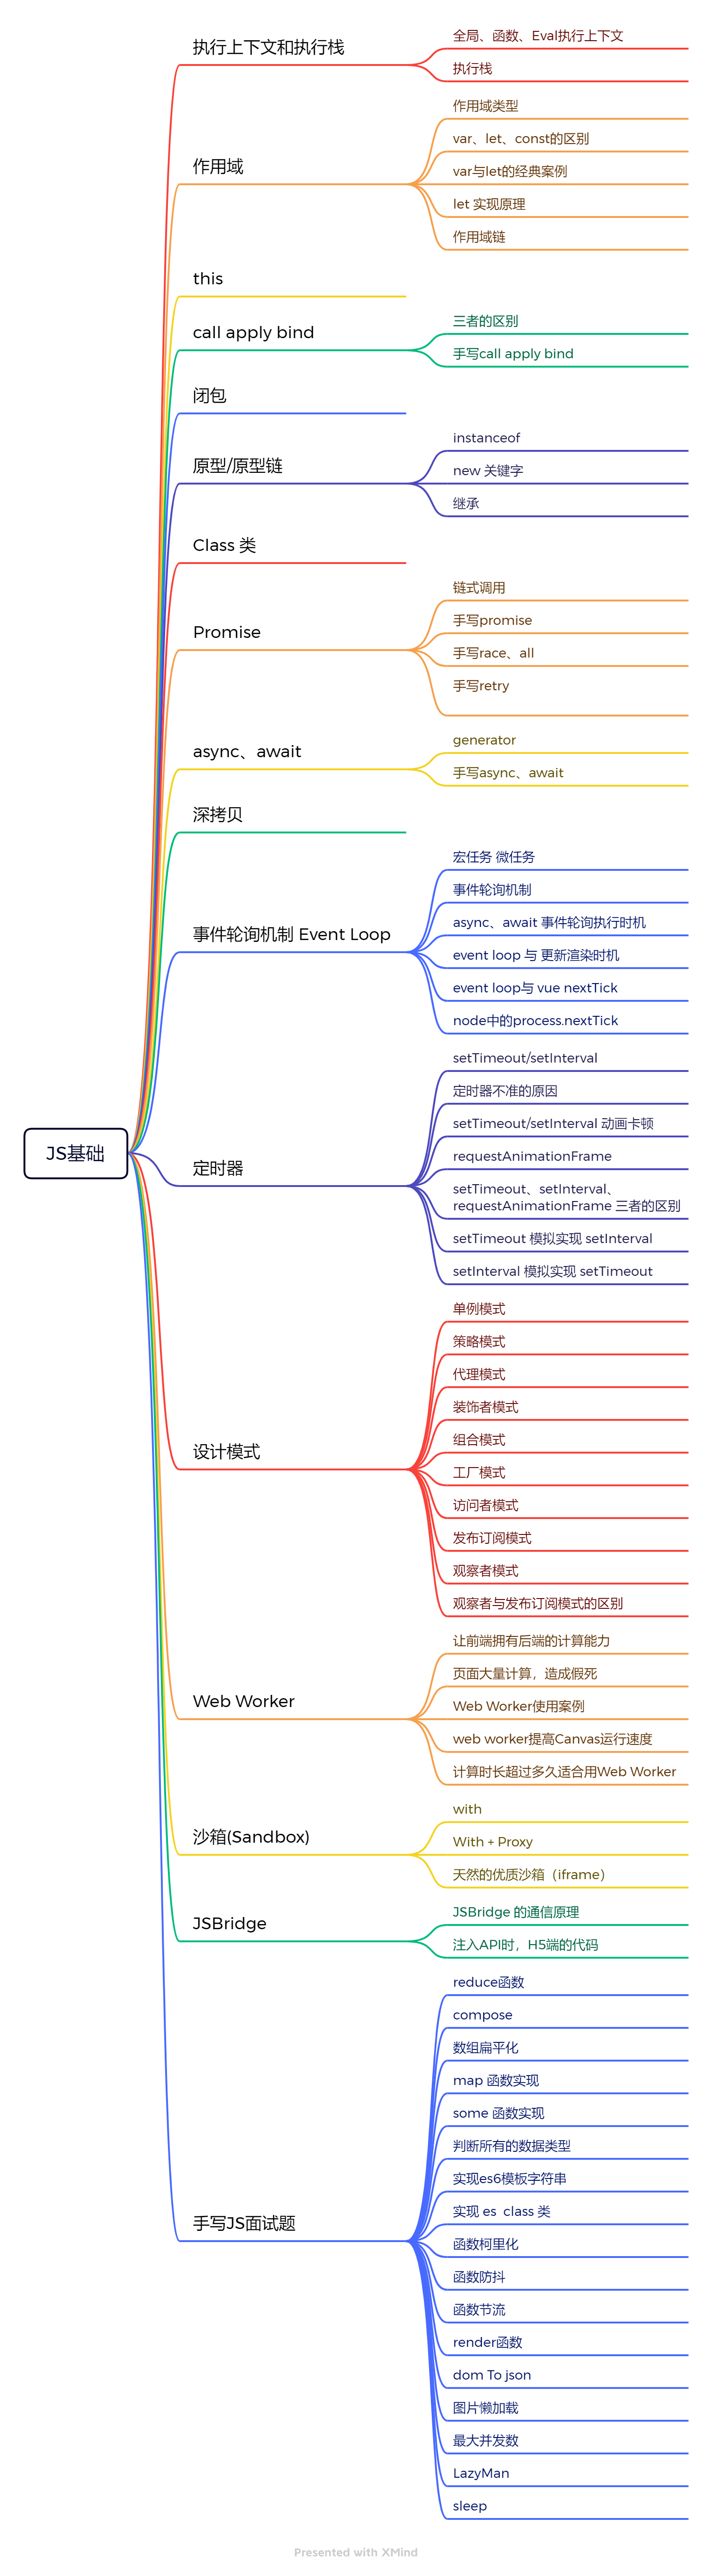 执行上下文和执行栈
全局、函数、Eval执行上下文
执行栈
作用域
作用域类型
var、let、const的区别
var与let的经典案例
let 实现原理
作用域链
this
call apply bind
三者的区别
手写call apply bind
闭包
原型/原型链
instanceof
new 关键字
继承
Class 类
Promise
链式调用
手写promise
手写race、all
手写retry
async、await
generator
手写async、await
深拷贝
事件轮询机制 Event Loop
宏任务 微任务
事件轮询机制
async、await 事件轮询执行时机
event loop 与 更新渲染时机
event loop与 vue nextTick
node中的process.nextTick
JS基础
定时器
setTimeout/setInterval
定时器不准的原因
setTimeout/setInterval 动画卡顿
requestAnimationFrame
setTimeout、setInterval、
requestAnimationFrame 三者的区别
setTimeout 模拟实现 setInterval
setInterval 模拟实现 setTimeout
设计模式
单例模式
策略模式
代理模式
装饰者模式
组合模式
工厂模式
访问者模式
发布订阅模式
观察者模式
观察者与发布订阅模式的区别
Web Worker
让前端拥有后端的计算能力
页面大量计算，造成假死
Web Worker使用案例
web worker提高Canvas运行速度
计算时长超过多久适合用Web Worker
沙箱(Sandbox)
with
With + Proxy
天然的优质沙箱（iframe）
JSBridge
JSBridge 的通信原理
注入API时，H5端的代码
手写JS面试题
reduce函数
compose
数组扁平化
map 函数实现
some 函数实现
判断所有的数据类型
实现es6模板字符串
实现 es  class 类
函数柯里化
函数防抖
函数节流
render函数
dom To json
图片懒加载
最大并发数
LazyMan
sleep
Presented with XMind